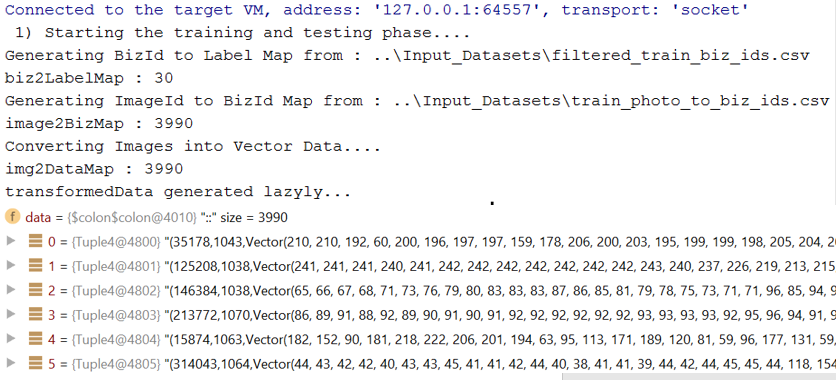 Connected to the target VM, address: '127.0.0.1:64557', transport: 'socket'
1) Starting the training and testing phase....
Generating BizId to Label Map from : ..\Input_Datasets\filtered_train_biz_ids.csv
biz2LabelMap : 30
Generating ImageId to BizId Map from : ..\Input_Datasets\train_photo_to_biz_ids.csv
image2BizMap : 3990
Converting Images into Vector Data....
img2DataMap : 3990
transformedData generated lazyly...
f data = {$colon$colon@4010} "::" size = 3990
0 = {Tuple4@4800} "(35178,1043,Vector(210, 210, 192, 60, 200, 196, 197, 197, 159, 178, 206, 200, 203, 195, 199, 199, 198, 205, 204,
1 = {Tuple4@4801} "(125208,1038,Vector(241, 241, 241, 240, 241, 242, 242, 242, 242, 242, 242, 242, 243, 240, 237, 226, 219, 213, 215
2 = {Tuple4@4802} "(146384,1038,Vector(65, 66, 67, 68, 71, 73, 76, 79, 80, 83, 83, 83, 87, 86, 85, 81, 79, 78, 75, 73, 71, 71, 96, 85, 94,
3 = {Tuple4@4803} "(213772,1070,Vector(86, 89, 91, 88, 92, 89, 90, 91, 90, 91, 92, 92, 92, 92, 92, 92, 93, 93, 93, 93, 92, 95, 96, 94, 91,
4 = {Tuple4@4804} "(15874,1063,Vector(182, 152, 90, 181, 218, 222, 206, 201, 194, 63, 95, 113, 171, 189, 120, 81, 59, 96, 177, 131, 59,
5 = {Tuple4@4805} "(314043,1064,Vector(44, 43, 42, 42, 40, 43, 43, 45, 41, 41, 42, 44, 40, 38, 41, 41, 39, 44, 42, 44, 45, 45, 44, 118, 154